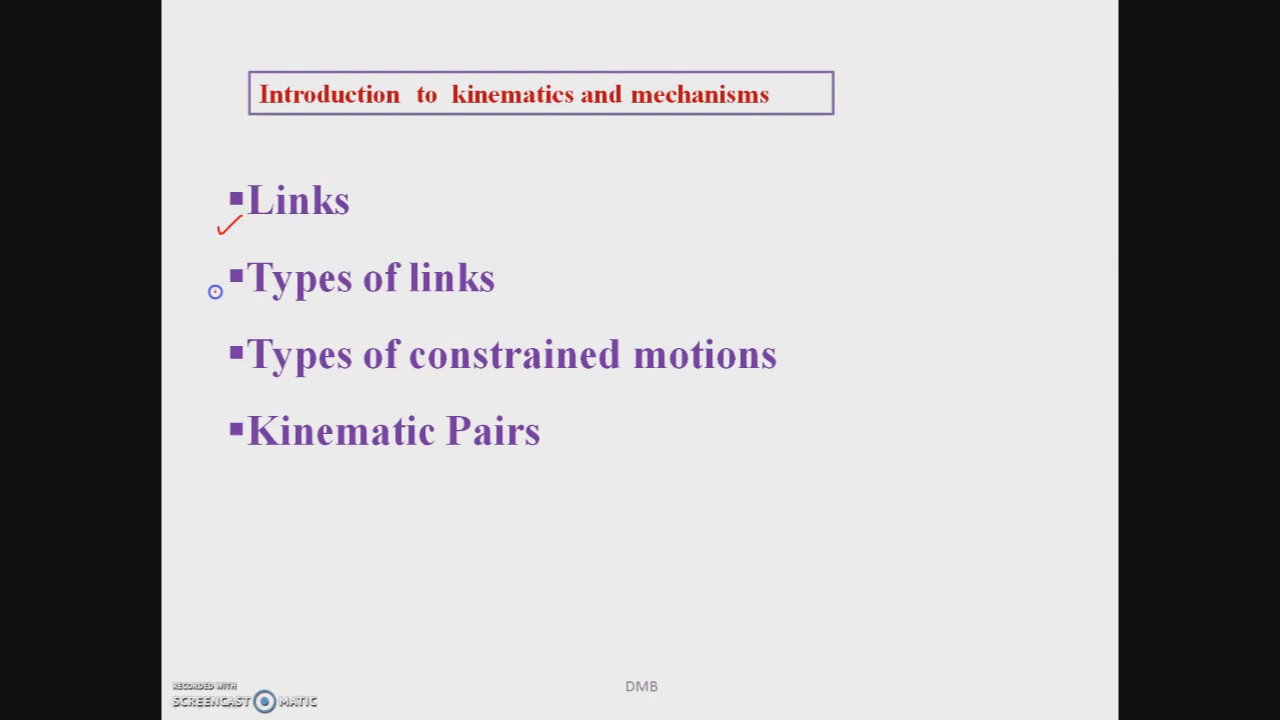 Introduction to kinematics and mechanisms
▪Links
▪Types of links
▪Types of constrained motions
▪Kinematic Pairs
RECORDED WITH
SCREENCAST MATIC
DMB